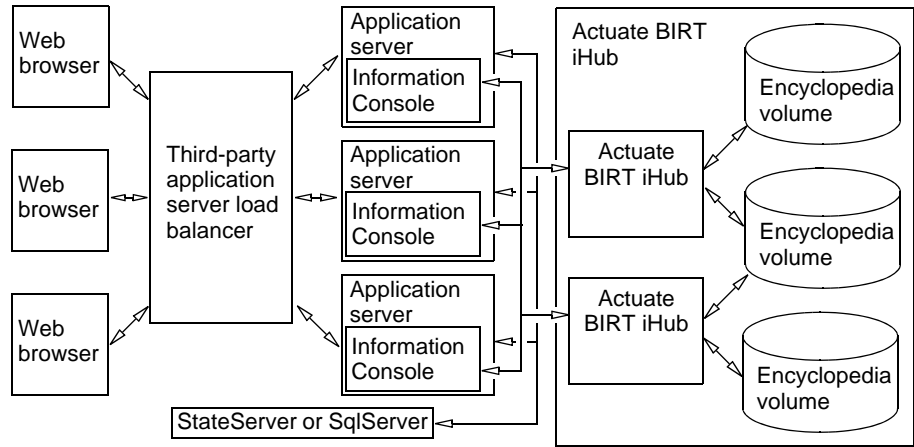 Web
browser
Web
browser
Web
browser
Third-party
application
server load
balancer
Application
server
Information
Console
Application
server
Information
Console
Application
server
Information
Console
StateServer or SqlServer
Actuate BIRT
iHub
Actuate
BIRT iHub
Actuate
BIRT iHub
Encyclopedia
volume
Encyclopedia
volume
Encyclopedia
volume